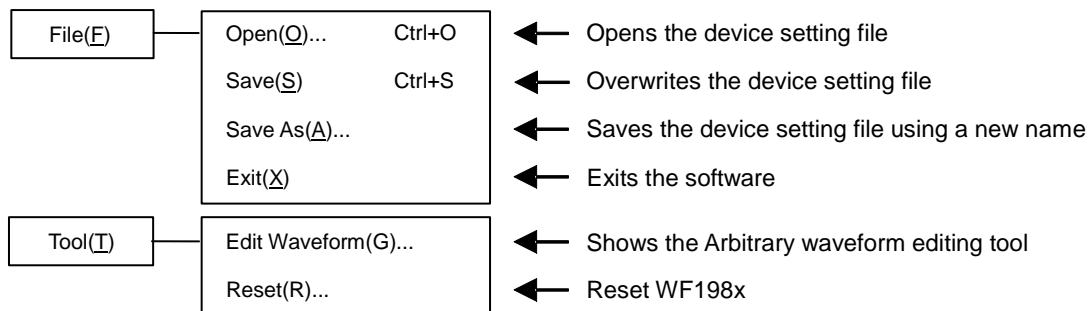 File(F) Open(O)... Ctrl+O Opens the device setting file
Save(S) Ctrl+S Overwrites the device setting file
Save As(A)... Saves the device setting file using a new name
Exit(X) Exits the software
Tool(T) Edit Waveform(G)... Shows the Arbitrary waveform editing tool
Reset(R)... Reset WF198x